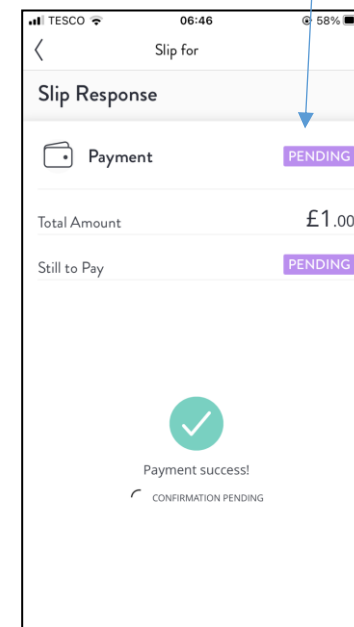 TESCO 06:46 58%
Slip for
Slip Response
Payment PENDING
Total Amount £1.00
Still to Pay PENDING
Payment success!
CONFIRMATION PENDING